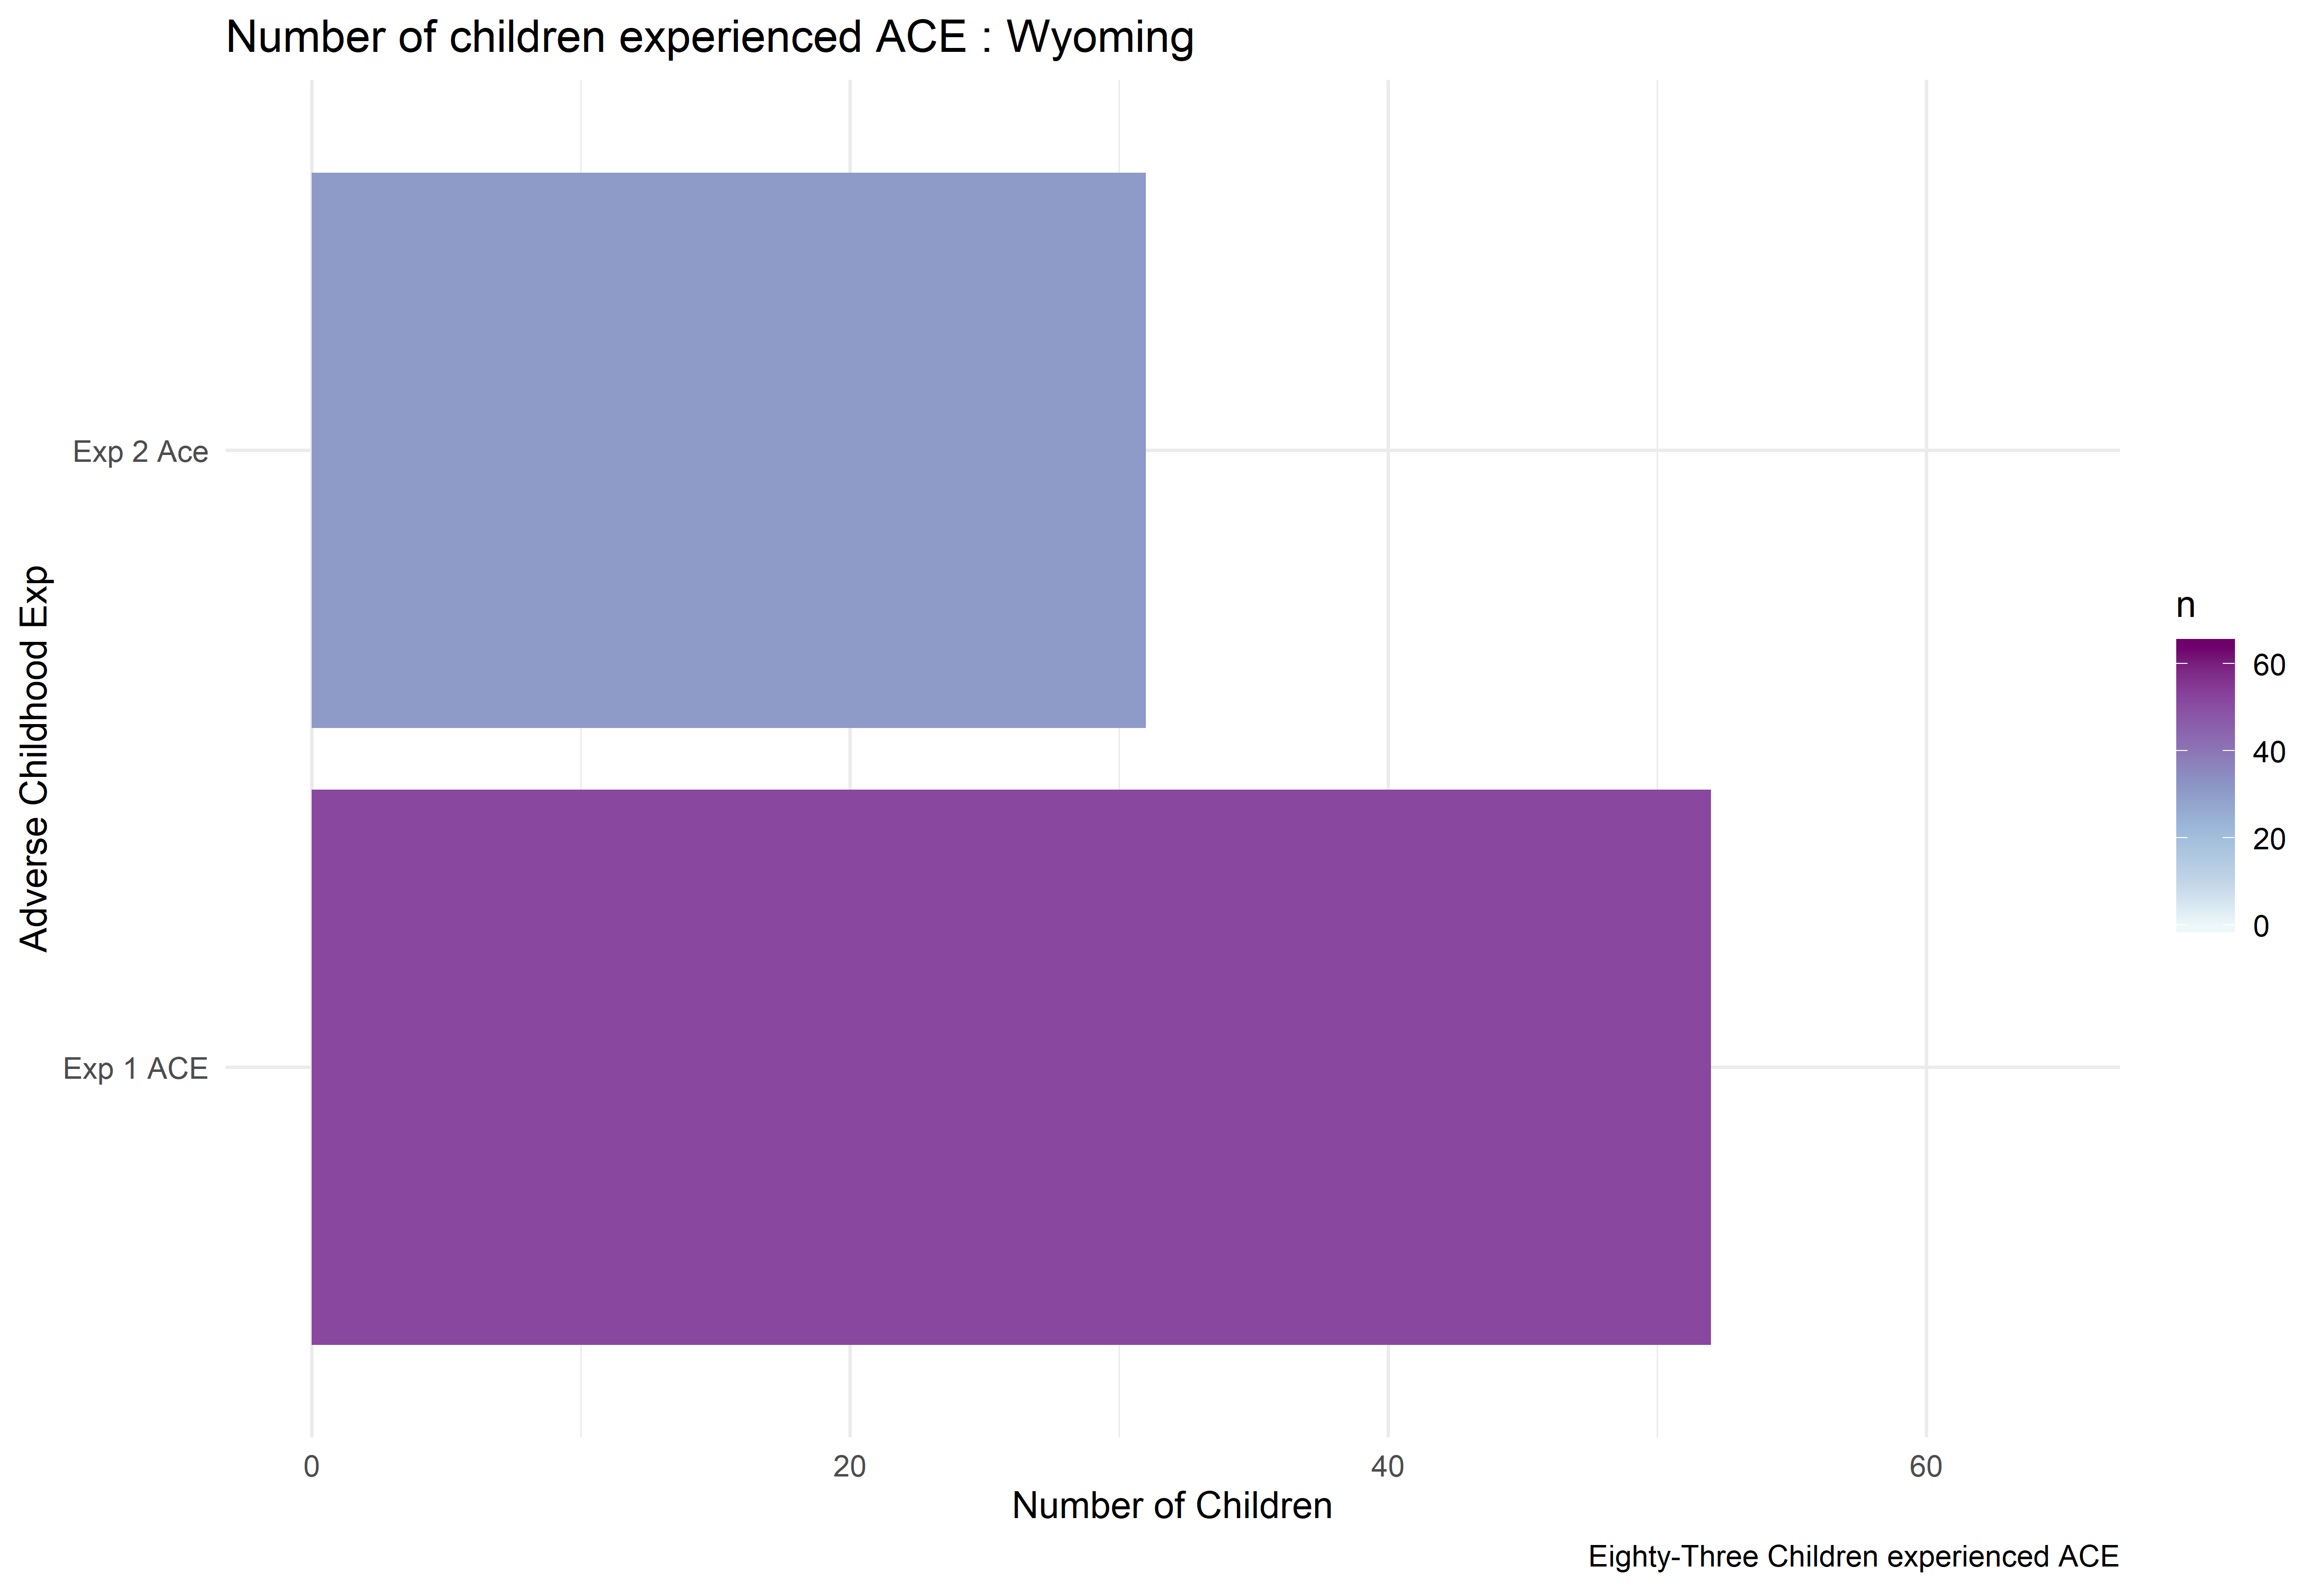 Number of children experienced ACE : Wyoming
Adverse Childhood Exp
Exp 2 Ace
Exp 1 ACE
0
20
40
60
Number of Children
n
60
40
20
0
Eighty-Three Children experienced ACE